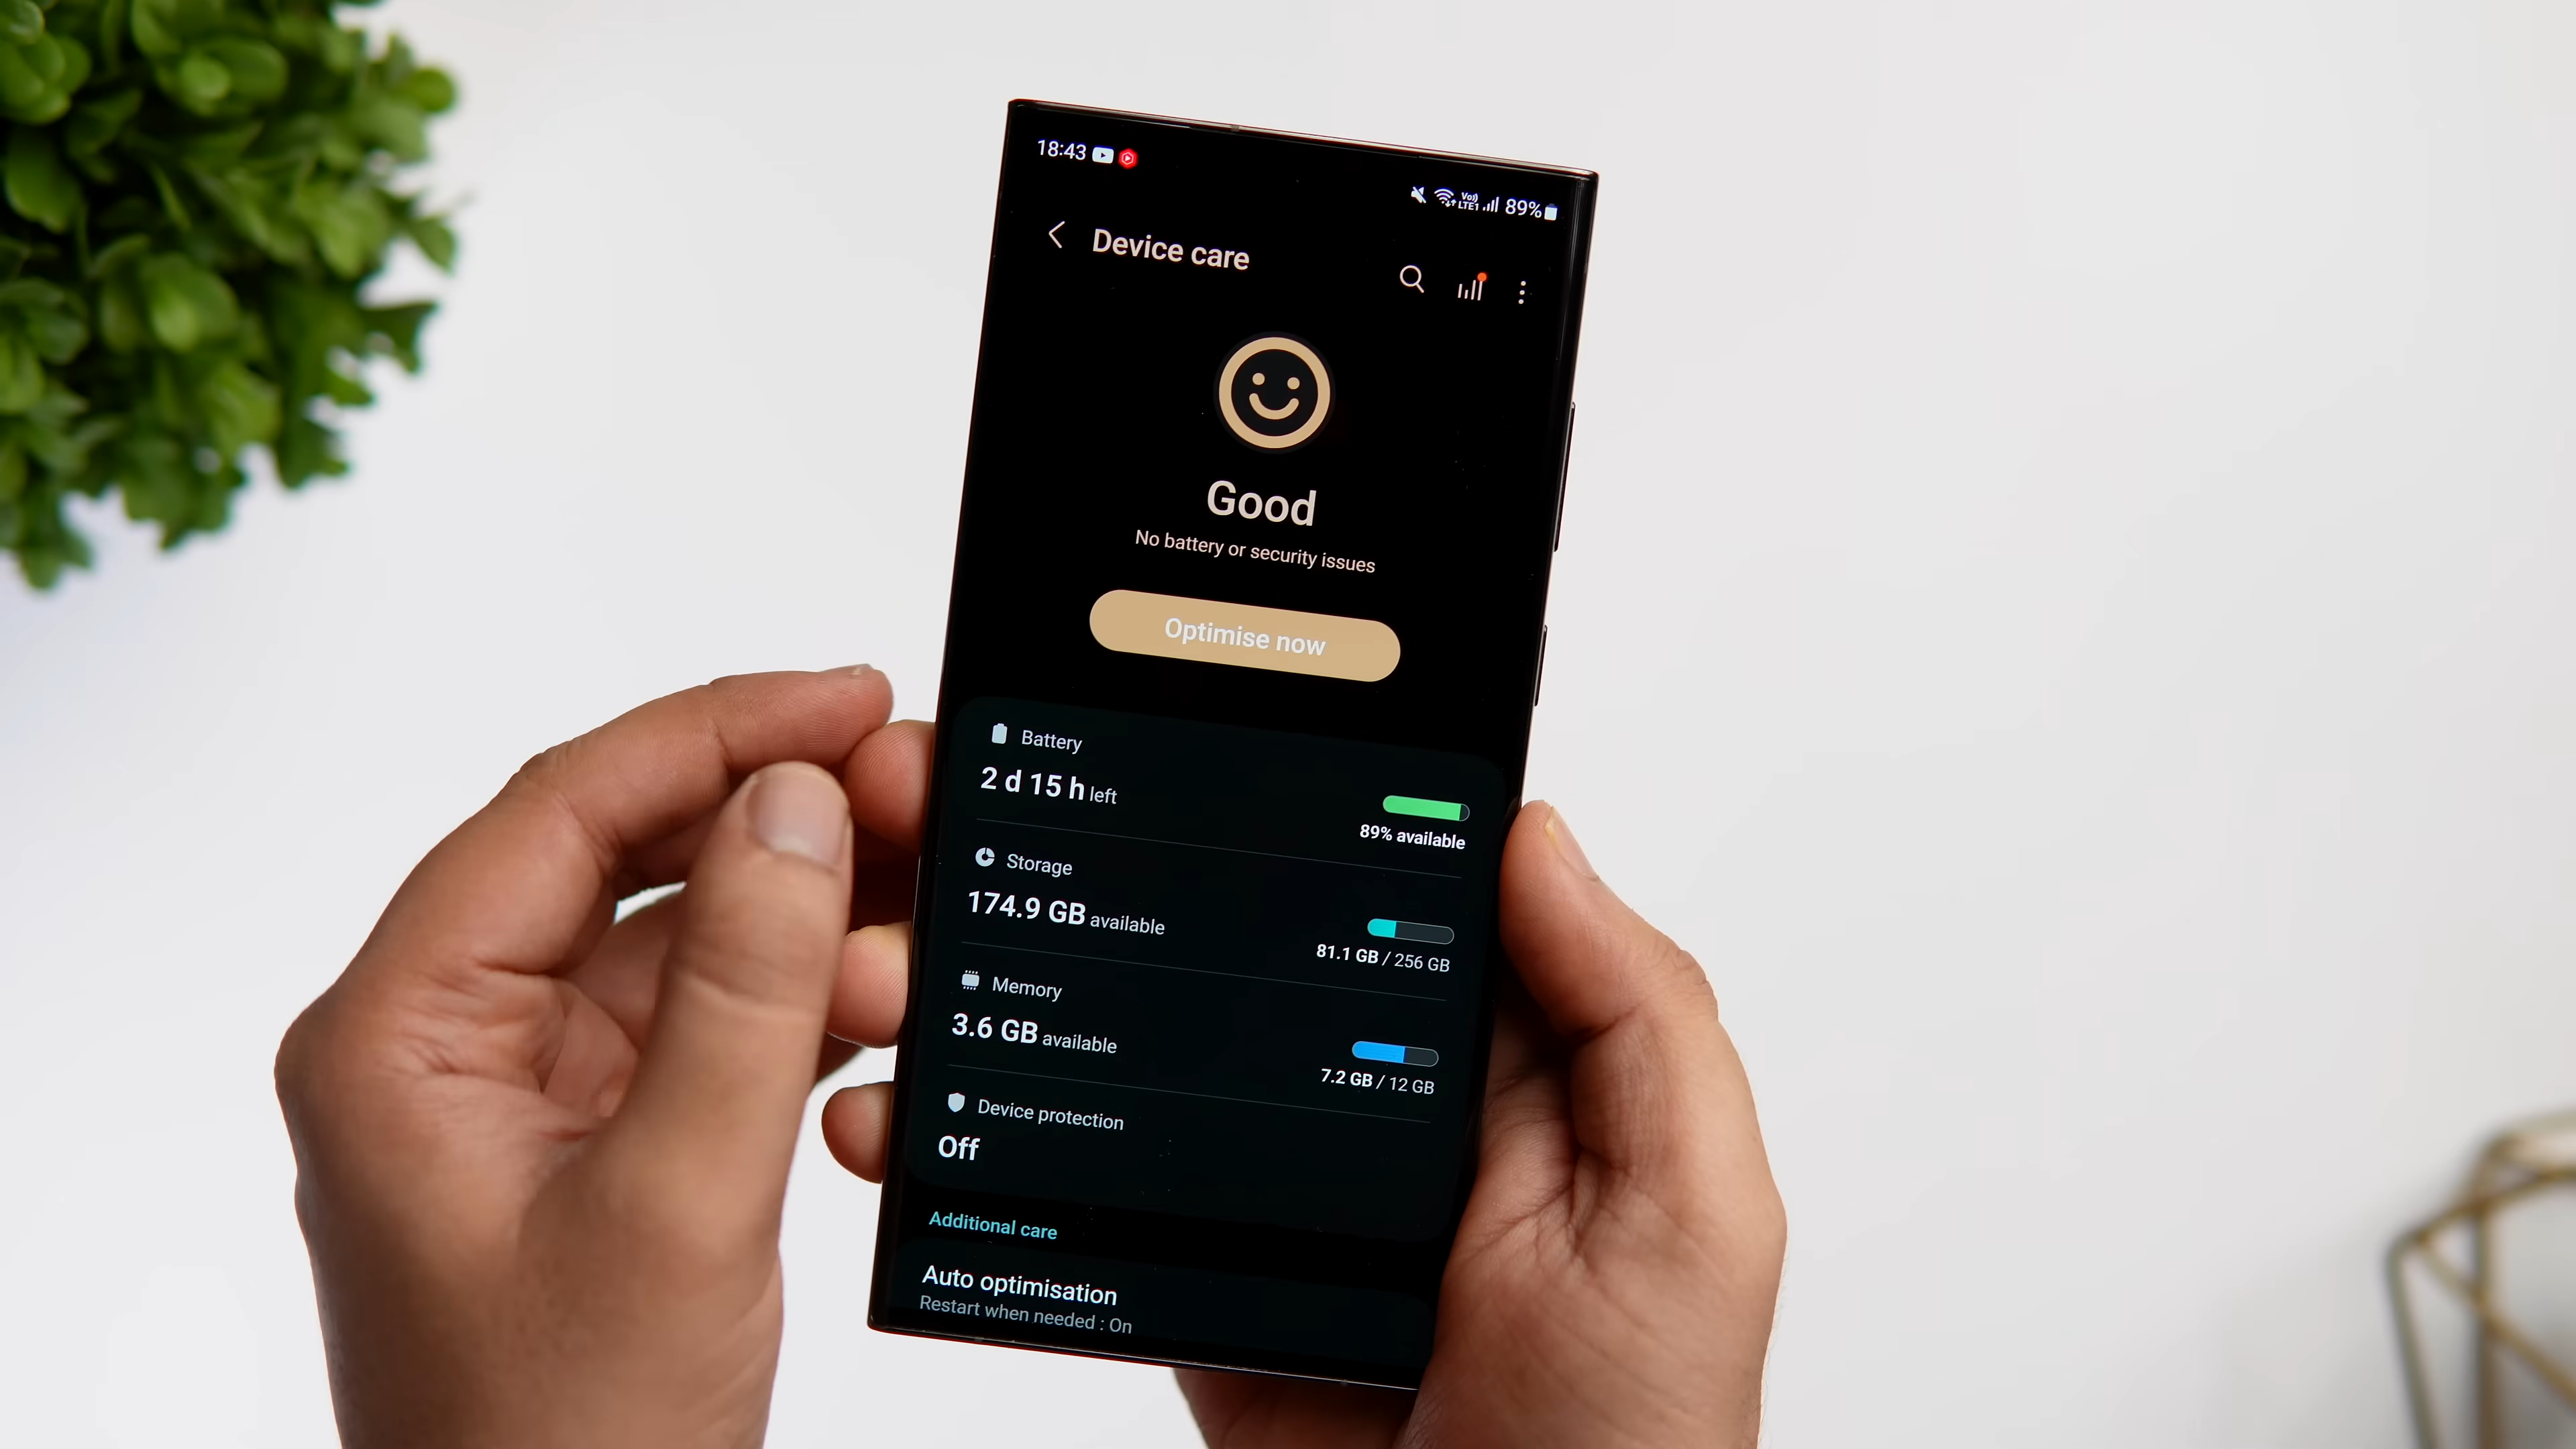 18:43
Vo))
LTE1
89%
Device care
Good
No battery or security issues
Optimise now
Battery
2 d 15 h left
89% available
Storage
174.9 GB available
81.1 GB / 256 GB
Memory
3.6 GB available
7.2 GB / 12 GB
Device protection
Off
Additional care
Auto optimisation
Restart when needed : On